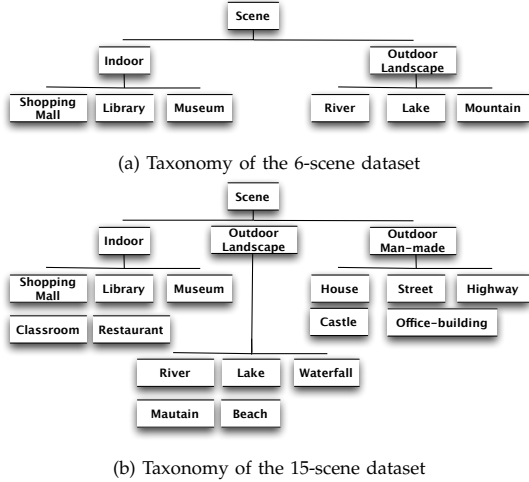 Scene
Indoor
Outdoor
Landscape
Shopping
Mall
Library
Museum
River
Lake
Mountain
(a) Taxonomy of the 6-scene dataset
Scene
Indoor
Outdoor
Landscape
Outdoor
Man-made
Shopping
Mall
Library
Museum
House
Street
Highway
Classroom
Restaurant
Castle
Office-building
River
Lake
Waterfall
Mautain
Beach
(b) Taxonomy of the 15-scene dataset